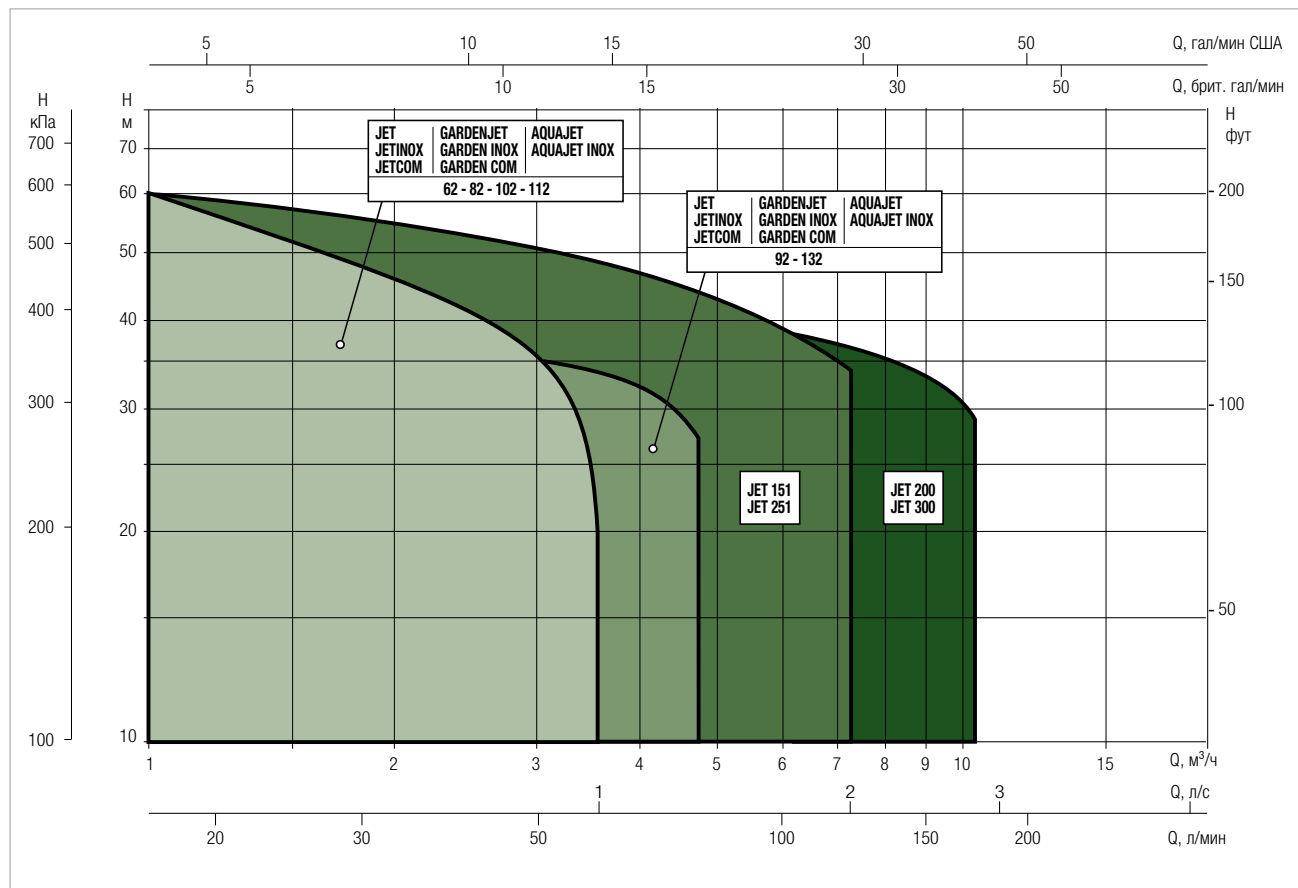 5 10 15 30 50 Q, гал/мин США
5 10 15 30 50 Q, брит. гал/мин
H кПа
H м
H фут
700
600
500
400
300
200
100
70
60
50
40
30
20
10
JET GARDENJET AQUAJET
JETINOX GARDEN INOX AQUAJET INOX
JETCOM GARDEN COM
62 - 82 - 102 - 112
JET GARDENJET AQUAJET
JETINOX GARDEN INOX AQUAJET INOX
JETCOM GARDEN COM
92 - 132
JET 151
JET 251
JET 200
JET 300
200
150
100
50
1 2 3 4 5 6 7 8 9 10 15 Q, м³/ч
1 2 3 Q, л/с
20 30 50 100 150 200 Q, л/мин